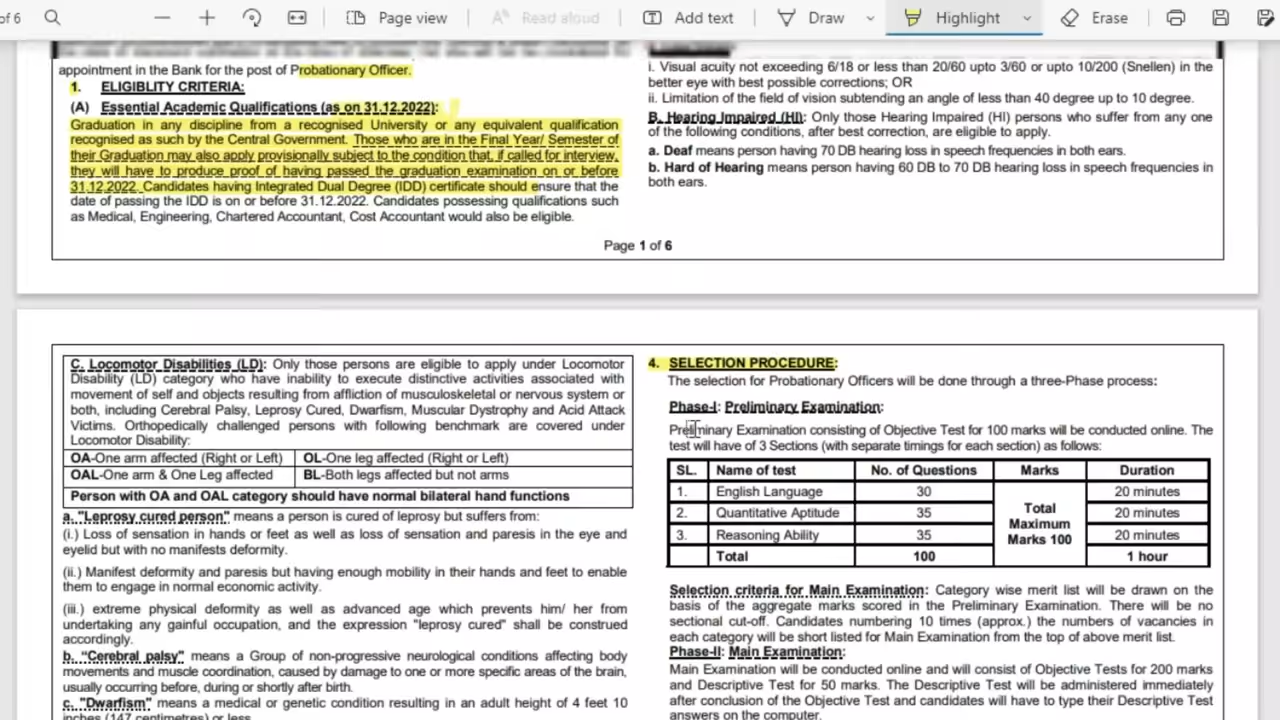 of 6
Page view
Read aloud
Add text
Draw
Highlight
Erase
appointment in the Bank for the post of Probationary Officer.
1. ELIGIBLITY CRITERIA:
(A) Essential Academic Qualifications (as on 31.12.2022):
Graduation in any discipline from a recognised University or any equivalent qualification
recognised as such by the Central Government. Those who are in the Final Year/ Semester of
their Graduation may also apply provisionally subject to the condition that, if called for interview,
they will have to produce proof of having passed the graduation examination on or before
31.12.2022. Candidates having Integrated Dual Degree (IDD) certificate should ensure that the
date of passing the IDD is on or before 31.12.2022. Candidates possessing qualifications such
as Medical, Engineering, Chartered Accountant, Cost Accountant would also be eligible.
i. Visual acuity not exceeding 6/18 or less than 20/60 upto 3/60 or upto 10/200 (Snellen) in the
better eye with best possible corrections; OR
ii. Limitation of the field of vision subtending an angle of less than 40 degree up to 10 degree.
B. Hearing Impaired (HI): Only those Hearing Impaired (HI) persons who suffer from any one
of the following conditions, after best correction, are eligible to apply.
a. Deaf means person having 70 DB hearing loss in speech frequencies in both ears.
b. Hard of Hearing means person having 60 DB to 70 DB hearing loss in speech frequencies in
both ears.
Page 1 of 6
C. Locomotor Disabilities (LD): Only those persons are eligible to apply under Locomotor
Disability (LD) category who have inability to execute distinctive activities associated with
movement of self and objects resulting from affliction of musculoskeletal or nervous system or
both, including Cerebral Palsy, Leprosy Cured, Dwarfism, Muscular Dystrophy and Acid Attack
Victims. Orthopedically challenged persons with following benchmark are covered under
Locomotor Disability:
OA-One arm affected (Right or Left) OL-One leg affected (Right or Left)
OAL-One arm & One Leg affected BL-Both legs affected but not arms
Person with OA and OAL category should have normal bilateral hand functions
a. "Leprosy cured person" means a person is cured of leprosy but suffers from:
(i.) Loss of sensation in hands or feet as well as loss of sensation and paresis in the eye and
eyelid but with no manifests deformity.
(ii.) Manifest deformity and paresis but having enough mobility in their hands and feet to enable
them to engage in normal economic activity.
(iii.) extreme physical deformity as well as advanced age which prevents him/ her from
undertaking any gainful occupation, and the expression "leprosy cured" shall be construed
accordingly.
b. "Cerebral palsy" means a Group of non-progressive neurological conditions affecting body
movements and muscle coordination, caused by damage to one or more specific areas of the brain,
usually occurring before, during or shortly after birth.
c. "Dwarfism" means a medical or genetic condition resulting in an adult height of 4 feet 10
inches (147 centimetres) or less
4. SELECTION PROCEDURE:
The selection for Probationary Officers will be done through a three-Phase process:
Phase-I: Preliminary Examination:
Preliminary Examination consisting of Objective Test for 100 marks will be conducted online. The
test will have of 3 Sections (with separate timings for each section) as follows:
SL. Name of test No. of Questions Marks Duration
1. English Language 30 Total Maximum Marks 100 20 minutes
2. Quantitative Aptitude 35 20 minutes
3. Reasoning Ability 35 20 minutes
Total 100 1 hour
Selection criteria for Main Examination: Category wise merit list will be drawn on the
basis of the aggregate marks scored in the Preliminary Examination. There will be no
sectional cut-off. Candidates numbering 10 times (approx.) the numbers of vacancies in
each category will be short listed for Main Examination from the top of above merit list.
Phase-II: Main Examination:
Main Examination will be conducted online and will consist of Objective Tests for 200 marks
and Descriptive Test for 50 marks. The Descriptive Test will be administered immediately
after conclusion of the Objective Test and candidates will have to type their Descriptive Test
answers on the computer.